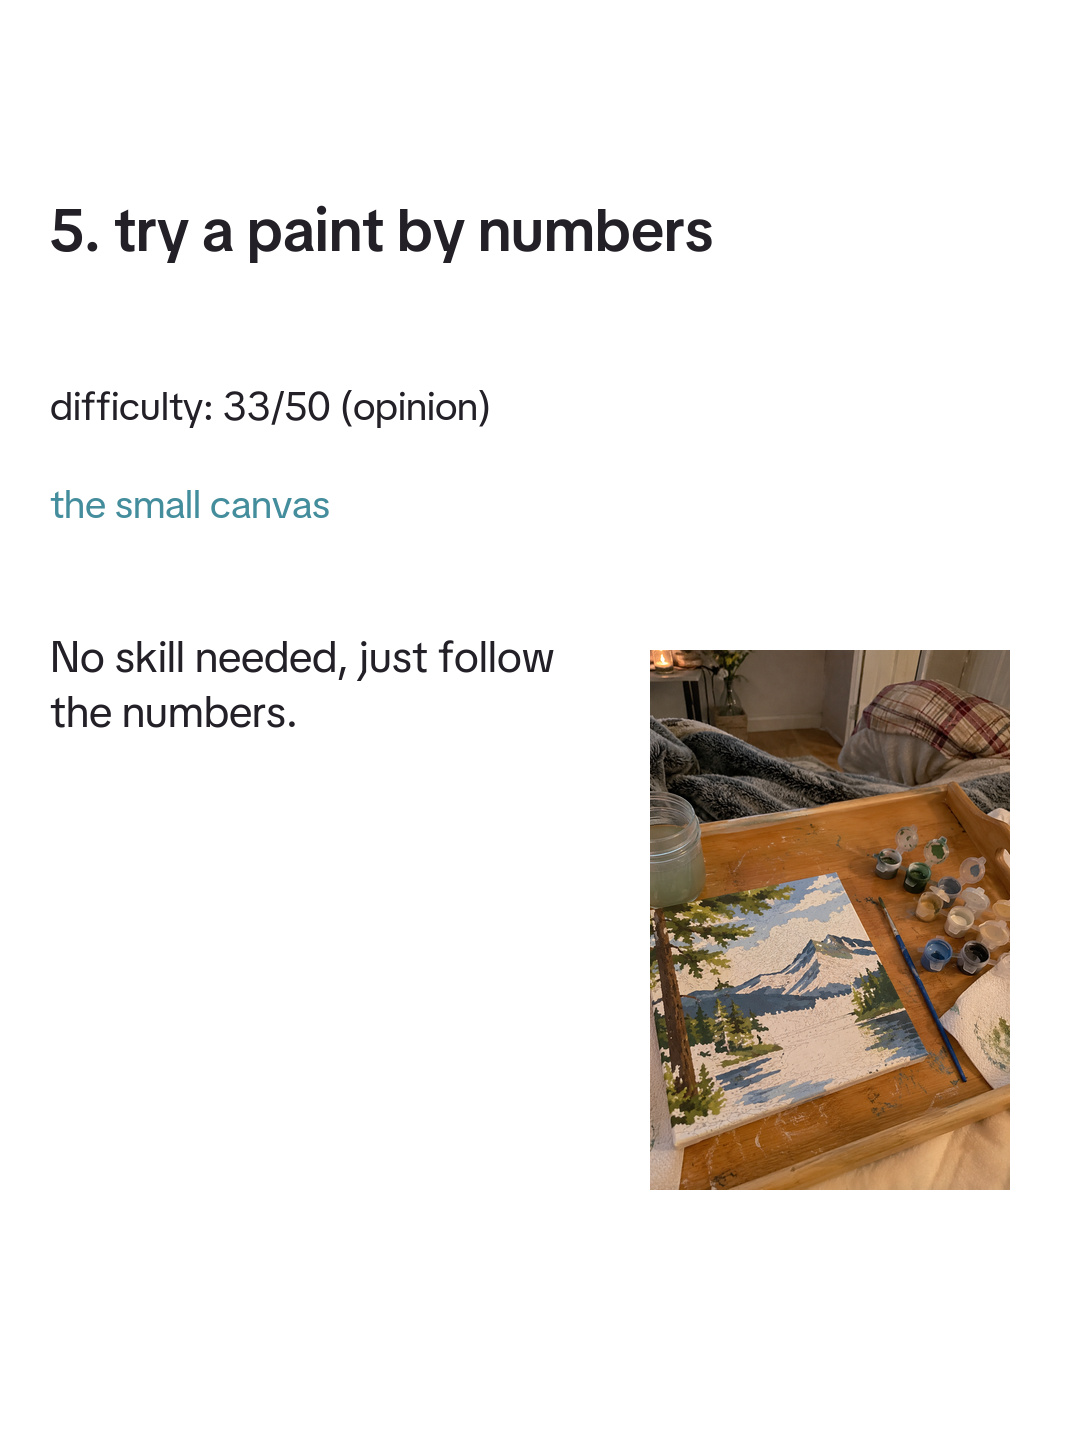 5. try a paint by numbers
difficulty: 33/50 (opinion)
the small canvas
No skill needed, just follow
the numbers.